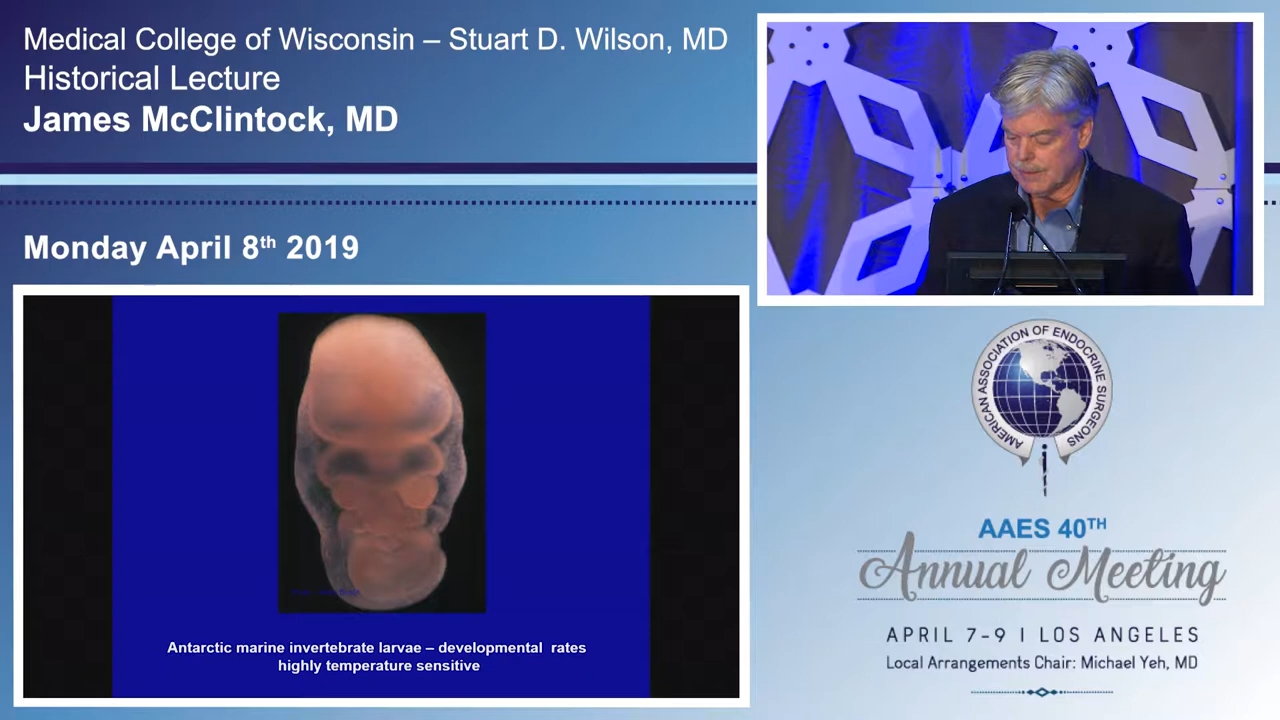 Medical College of Wisconsin – Stuart D. Wilson, MD
Historical Lecture
James McClintock, MD
Monday April 8th 2019
Antarctic marine invertebrate larvae – developmental rates
highly temperature sensitive
AMERICAN ASSOCIATION OF ENDOCRINE SURGEONS
AAES 40TH
Annual Meeting
APRIL 7-9 I LOS ANGELES
Local Arrangements Chair: Michael Yeh, MD